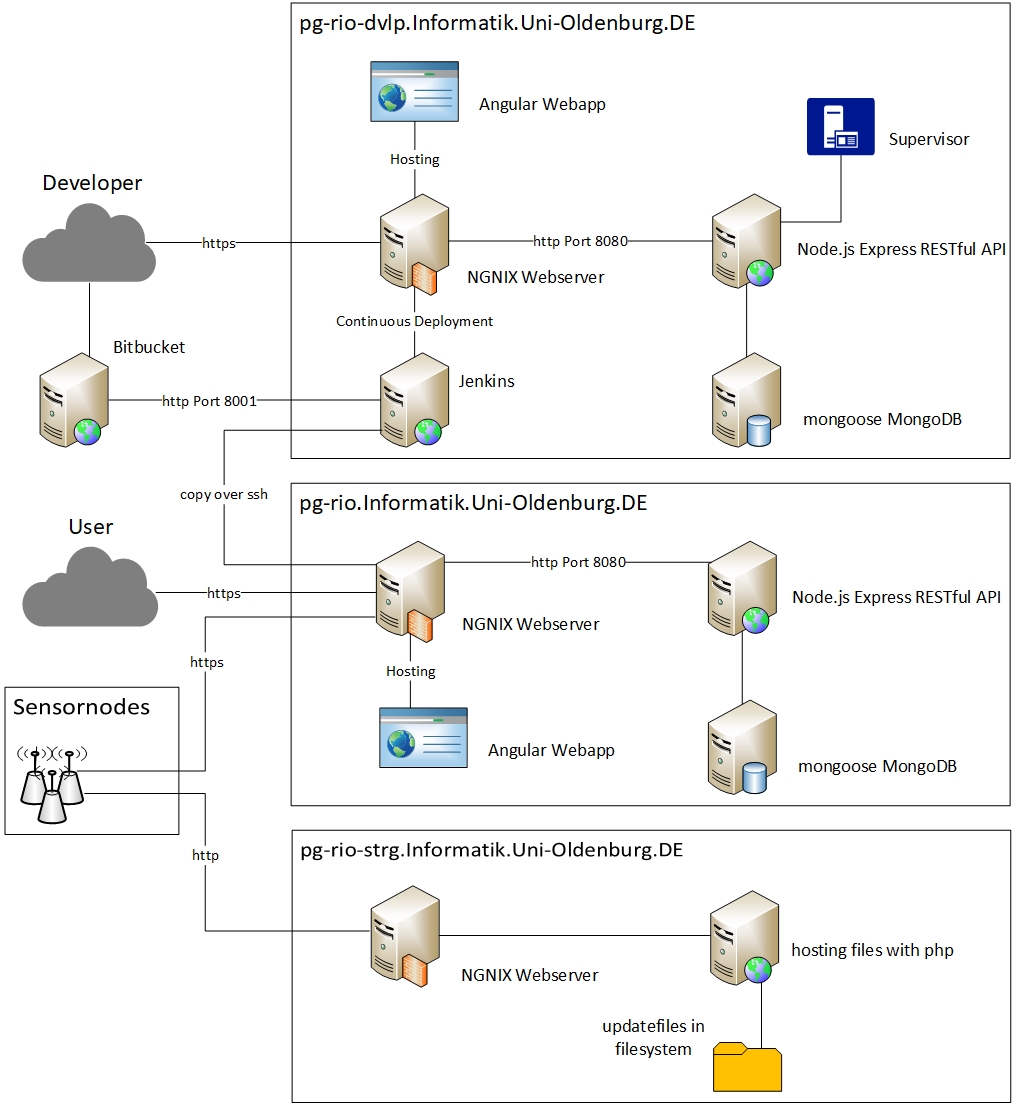 pg-rio-dvlp.Informatik.Uni-Oldenburg.DE
Angular Webapp
Supervisor
Hosting
Developer
https
http Port 8080
Node.js Express RESTful API
NGNIX Webserver
Continuous Deployment
Bitbucket
Jenkins
http Port 8001
mongoose MongoDB
copy over ssh
pg-rio.Informatik.Uni-Oldenburg.DE
User
http Port 8080
https
Node.js Express RESTful API
NGNIX Webserver
https
Hosting
Sensornodes
Angular Webapp
mongoose MongoDB
http
pg-rio-strg.Informatik.Uni-Oldenburg.DE
hosting files with php
NGNIX Webserver
updatefiles in
filesystem